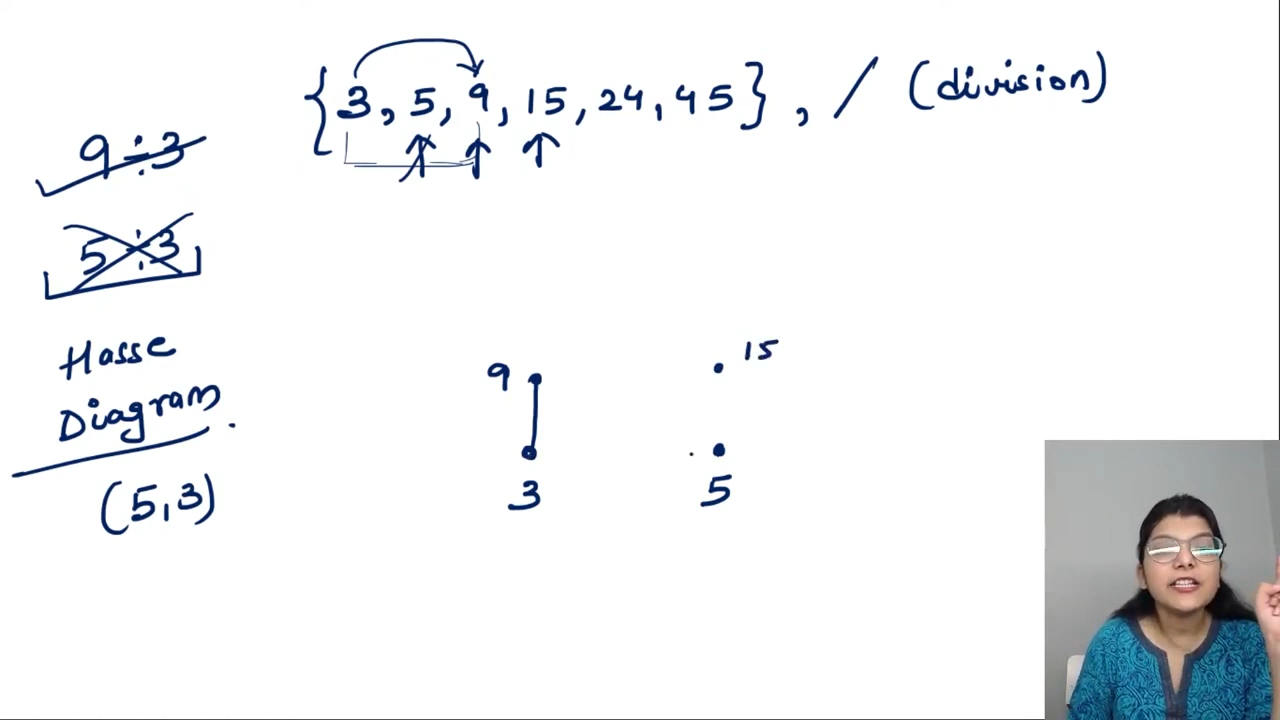 {3, 5, 9, 15, 24, 45}, / (division)
9 ÷ 3
5 ÷ 3
Hasse
Diagram.
(5,3)
9
15
3
5